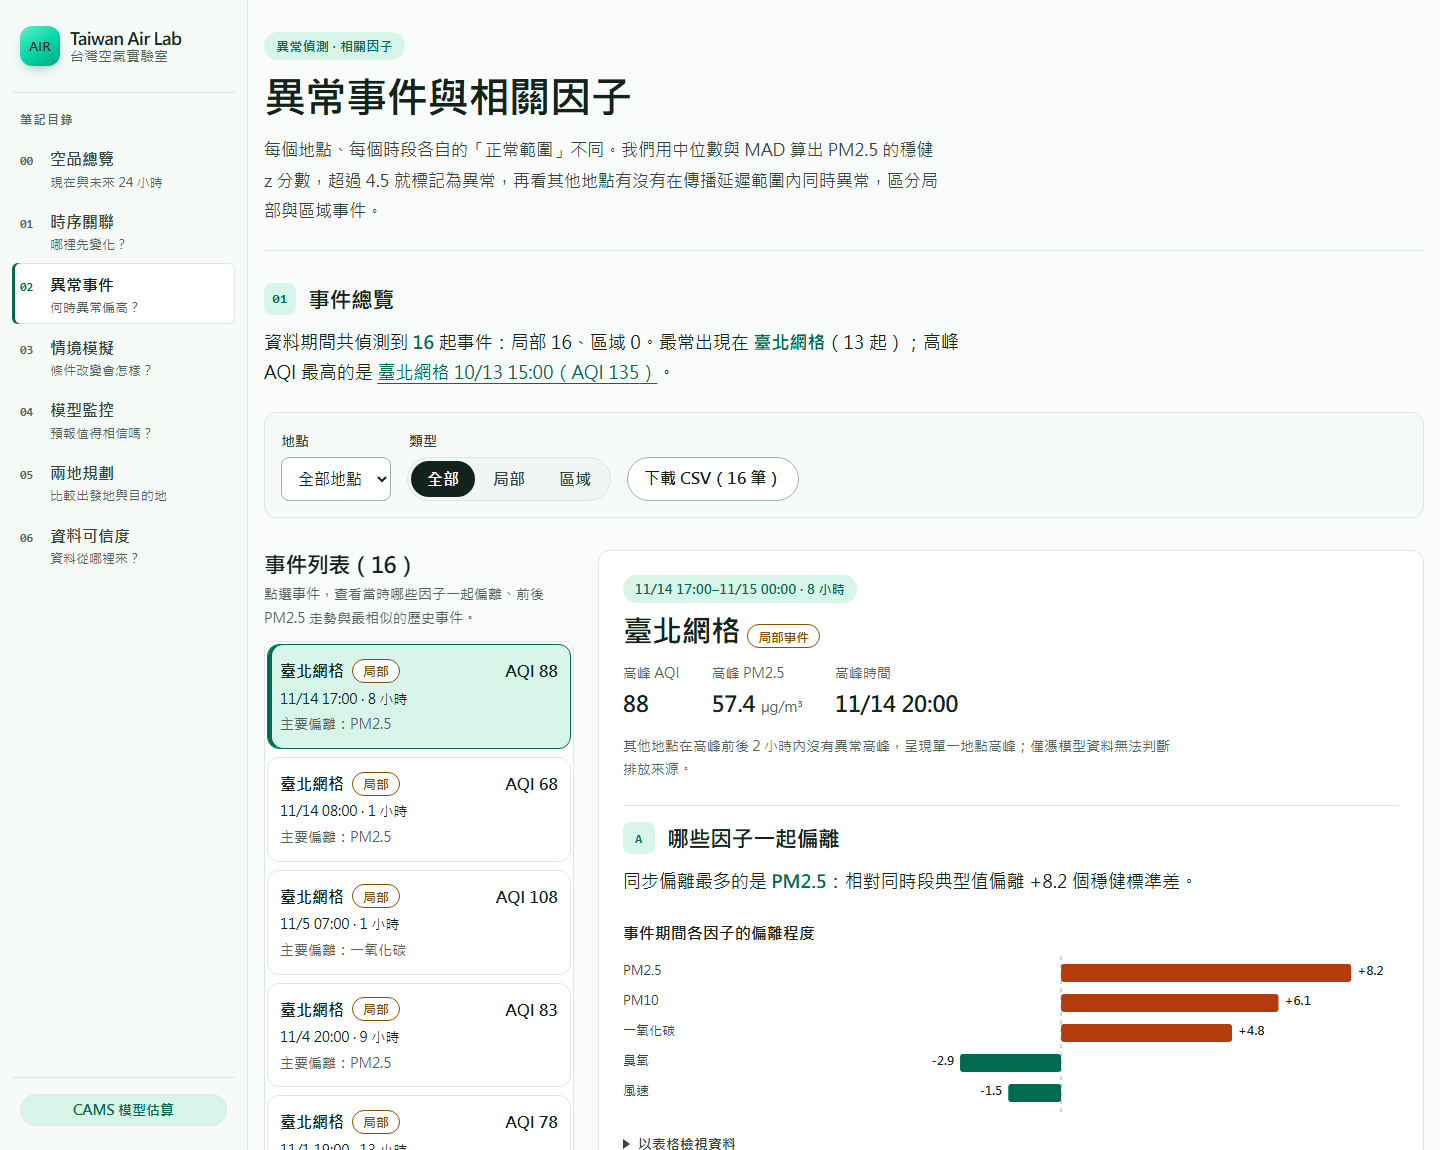 AIR
Taiwan Air Lab
台灣空氣實驗室
筆記目錄
00 空品總覽
現在與未來 24 小時
01 時序關聯
哪裡先變化？
02 異常事件
何時異常偏高？
03 情境模擬
條件改變會怎樣？
04 模型監控
預報值得相信嗎？
05 兩地規劃
比較出發地與目的地
06 資料可信度
資料從哪裡來？
CAMS 模型估算
異常偵測 · 相關因子
異常事件與相關因子
每個地點、每個時段各自的「正常範圍」不同。我們用中位數與 MAD 算出 PM2.5 的穩健
z 分數，超過 4.5 就標記為異常，再看其他地點有沒有在傳播延遲範圍內同時異常，區分局
部與區域事件。
01 事件總覽
資料期間共偵測到 16 起事件：局部 16、區域 0。最常出現在 臺北網格（13 起）；高峰
AQI 最高的是 臺北網格 10/13 15:00（AQI 135）。
地點
類型
全部地點
全部
局部
區域
下載 CSV（16 筆）
事件列表（16）
點選事件，查看當時哪些因子一起偏離、前後
PM2.5 走勢與最相似的歷史事件。
臺北網格 局部 AQI 88
11/14 17:00 · 8 小時
主要偏離：PM2.5
臺北網格 局部 AQI 68
11/14 08:00 · 1 小時
主要偏離：PM2.5
臺北網格 局部 AQI 108
11/5 07:00 · 1 小時
主要偏離：一氧化碳
臺北網格 局部 AQI 83
11/4 20:00 · 9 小時
主要偏離：PM2.5
臺北網格 局部 AQI 78
11/1 19:00 · 13 小時
11/14 17:00–11/15 00:00 · 8 小時
臺北網格 局部事件
高峰 AQI
88
高峰 PM2.5
57.4 μg/m³
高峰時間
11/14 20:00
其他地點在高峰前後 2 小時內沒有異常高峰，呈現單一地點高峰；僅憑模型資料無法判斷
排放來源。
A 哪些因子一起偏離
同步偏離最多的是 PM2.5：相對同時段典型值偏離 +8.2 個穩健標準差。
事件期間各因子的偏離程度
PM2.5 +8.2
PM10 +6.1
一氧化碳 +4.8
臭氧 -2.9
風速 -1.5
以表格檢視資料